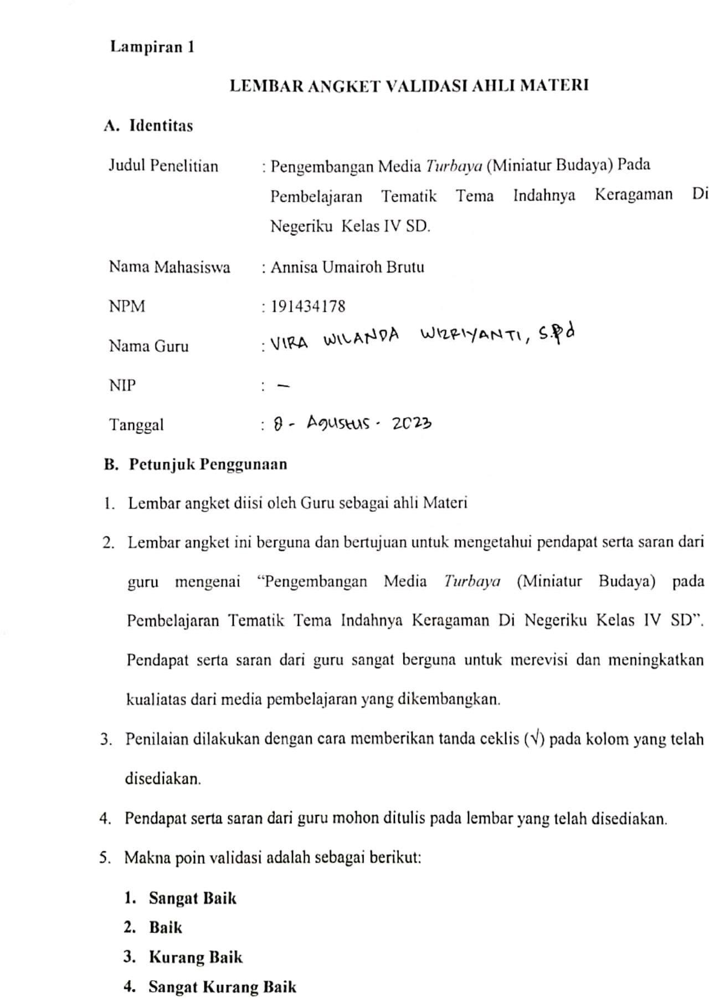 Lampiran 1
LEMBAR ANGKET VALIDASI AHLI MATERI
A. Identitas
Judul Penelitian : Pengembangan Media Turbaya (Miniatur Budaya) Pada
Pembelajaran Tematik Tema Indahnya Keragaman Di
Negeriku Kelas IV SD.
Nama Mahasiswa : Annisa Umairoh Brutu
NPM : 191434178
Nama Guru : VIRA WILANDA WIZRIYANTI, S.Pd
NIP : –
Tanggal : 8 - Agustus - 2023
B. Petunjuk Penggunaan
1. Lembar angket diisi oleh Guru sebagai ahli Materi
2. Lembar angket ini berguna dan bertujuan untuk mengetahui pendapat serta saran dari
guru mengenai “Pengembangan Media Turbaya (Miniatur Budaya) pada
Pembelajaran Tematik Tema Indahnya Keragaman Di Negeriku Kelas IV SD”.
Pendapat serta saran dari guru sangat berguna untuk merevisi dan meningkatkan
kualiatas dari media pembelajaran yang dikembangkan.
3. Penilaian dilakukan dengan cara memberikan tanda ceklis (√) pada kolom yang telah
disediakan.
4. Pendapat serta saran dari guru mohon ditulis pada lembar yang telah disediakan.
5. Makna poin validasi adalah sebagai berikut:
1. Sangat Baik
2. Baik
3. Kurang Baik
4. Sangat Kurang Baik